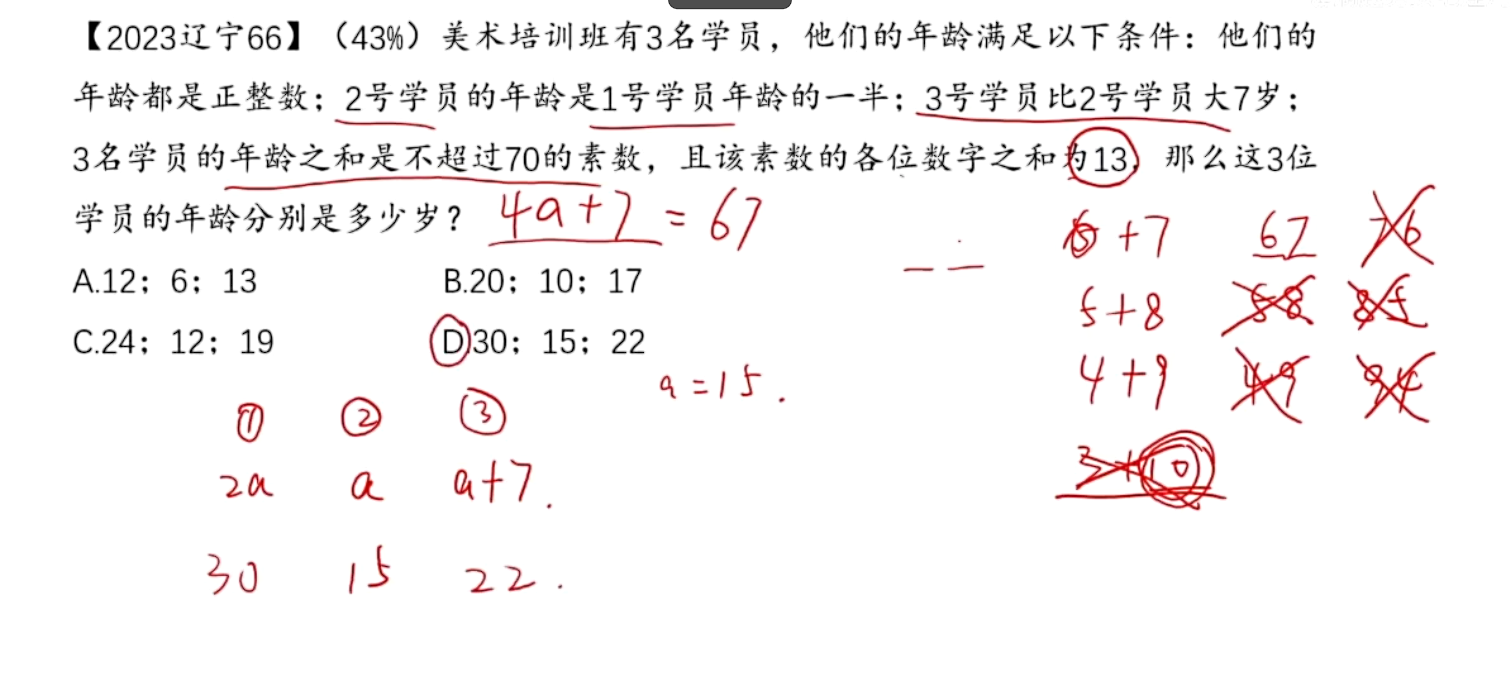 【2023辽宁66】（43%）美术培训班有3名学员，他们的年龄满足以下条件：他们的
年龄都是正整数；2号学员的年龄是1号学员年龄的一半；3号学员比2号学员大7岁；
3名学员的年龄之和是不超过70的素数，且该素数的各位数字之和为13，那么这3位
学员的年龄分别是多少岁？
4a+7=67
A.12；6；13
B.20；10；17
C.24；12；19
D.30；15；22
a=15.
① ② ③
2a a a+7.
30 15 22.
6+7 67 76
5+8 58 85
4+9 49 94
3+10